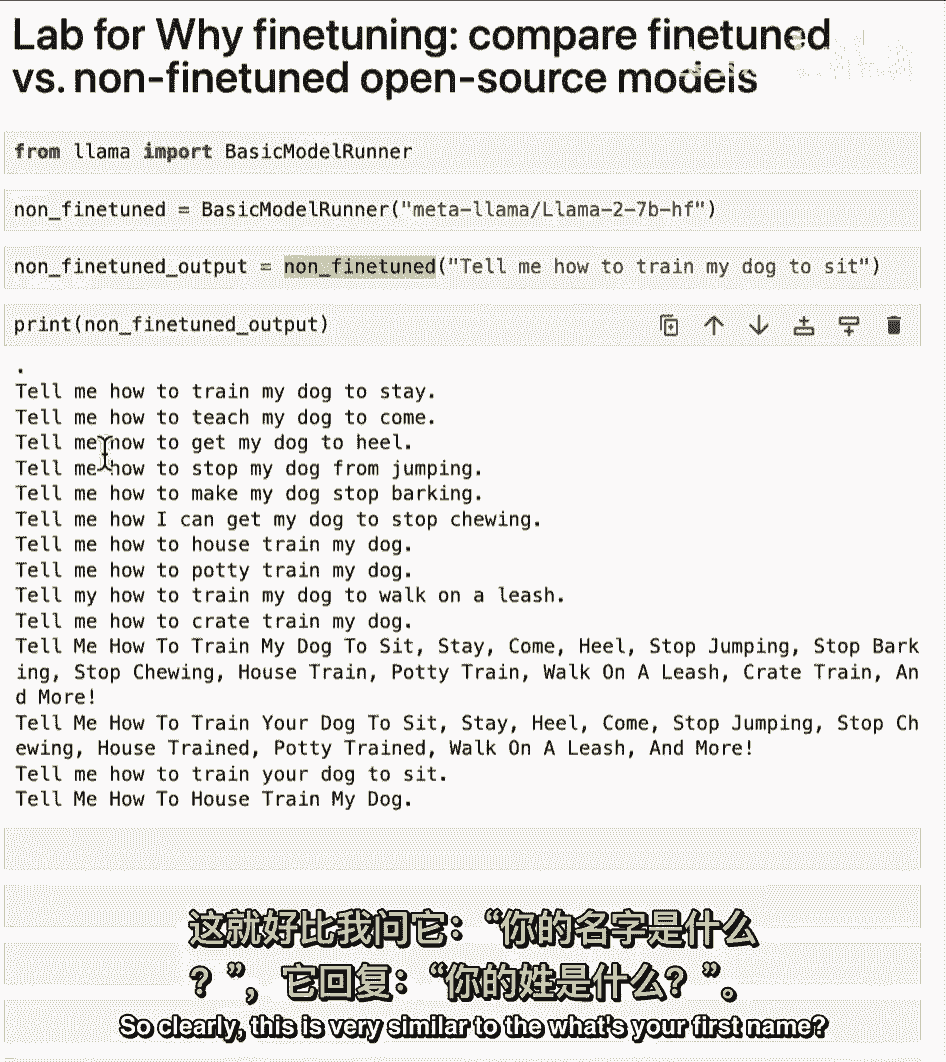 Lab for Why finetuning: compare finetuned
vs. non-finetuned open-source models
from llama import BasicModelRunner
non_finetuned = BasicModelRunner("meta-llama/Llama-2-7b-hf")
non_finetuned_output = non_finetuned("Tell me how to train my dog to sit")
print(non_finetuned_output)
.
Tell me how to train my dog to stay.
Tell me how to teach my dog to come.
Tell me how to get my dog to heel.
Tell me how to stop my dog from jumping.
Tell me how to make my dog stop barking.
Tell me how I can get my dog to stop chewing.
Tell me how to house train my dog.
Tell me how to potty train my dog.
Tell my how to train my dog to walk on a leash.
Tell me how to crate train my dog.
Tell Me How To Train My Dog To Sit, Stay, Come, Heel, Stop Jumping, Stop Bark
ing, Stop Chewing, House Train, Potty Train, Walk On A Leash, Crate Train, An
d More!
Tell Me How To Train Your Dog To Sit, Stay, Heel, Come, Stop Jumping, Stop Ch
ewing, House Trained, Potty Trained, Walk On A Leash, And More!
Tell me how to train your dog to sit.
Tell Me How To House Train My Dog.
这就好比我问它：“你的名字是什么
？”，它回复：“你的姓是什么？”。
So clearly, this is very similar to the what's your first name?